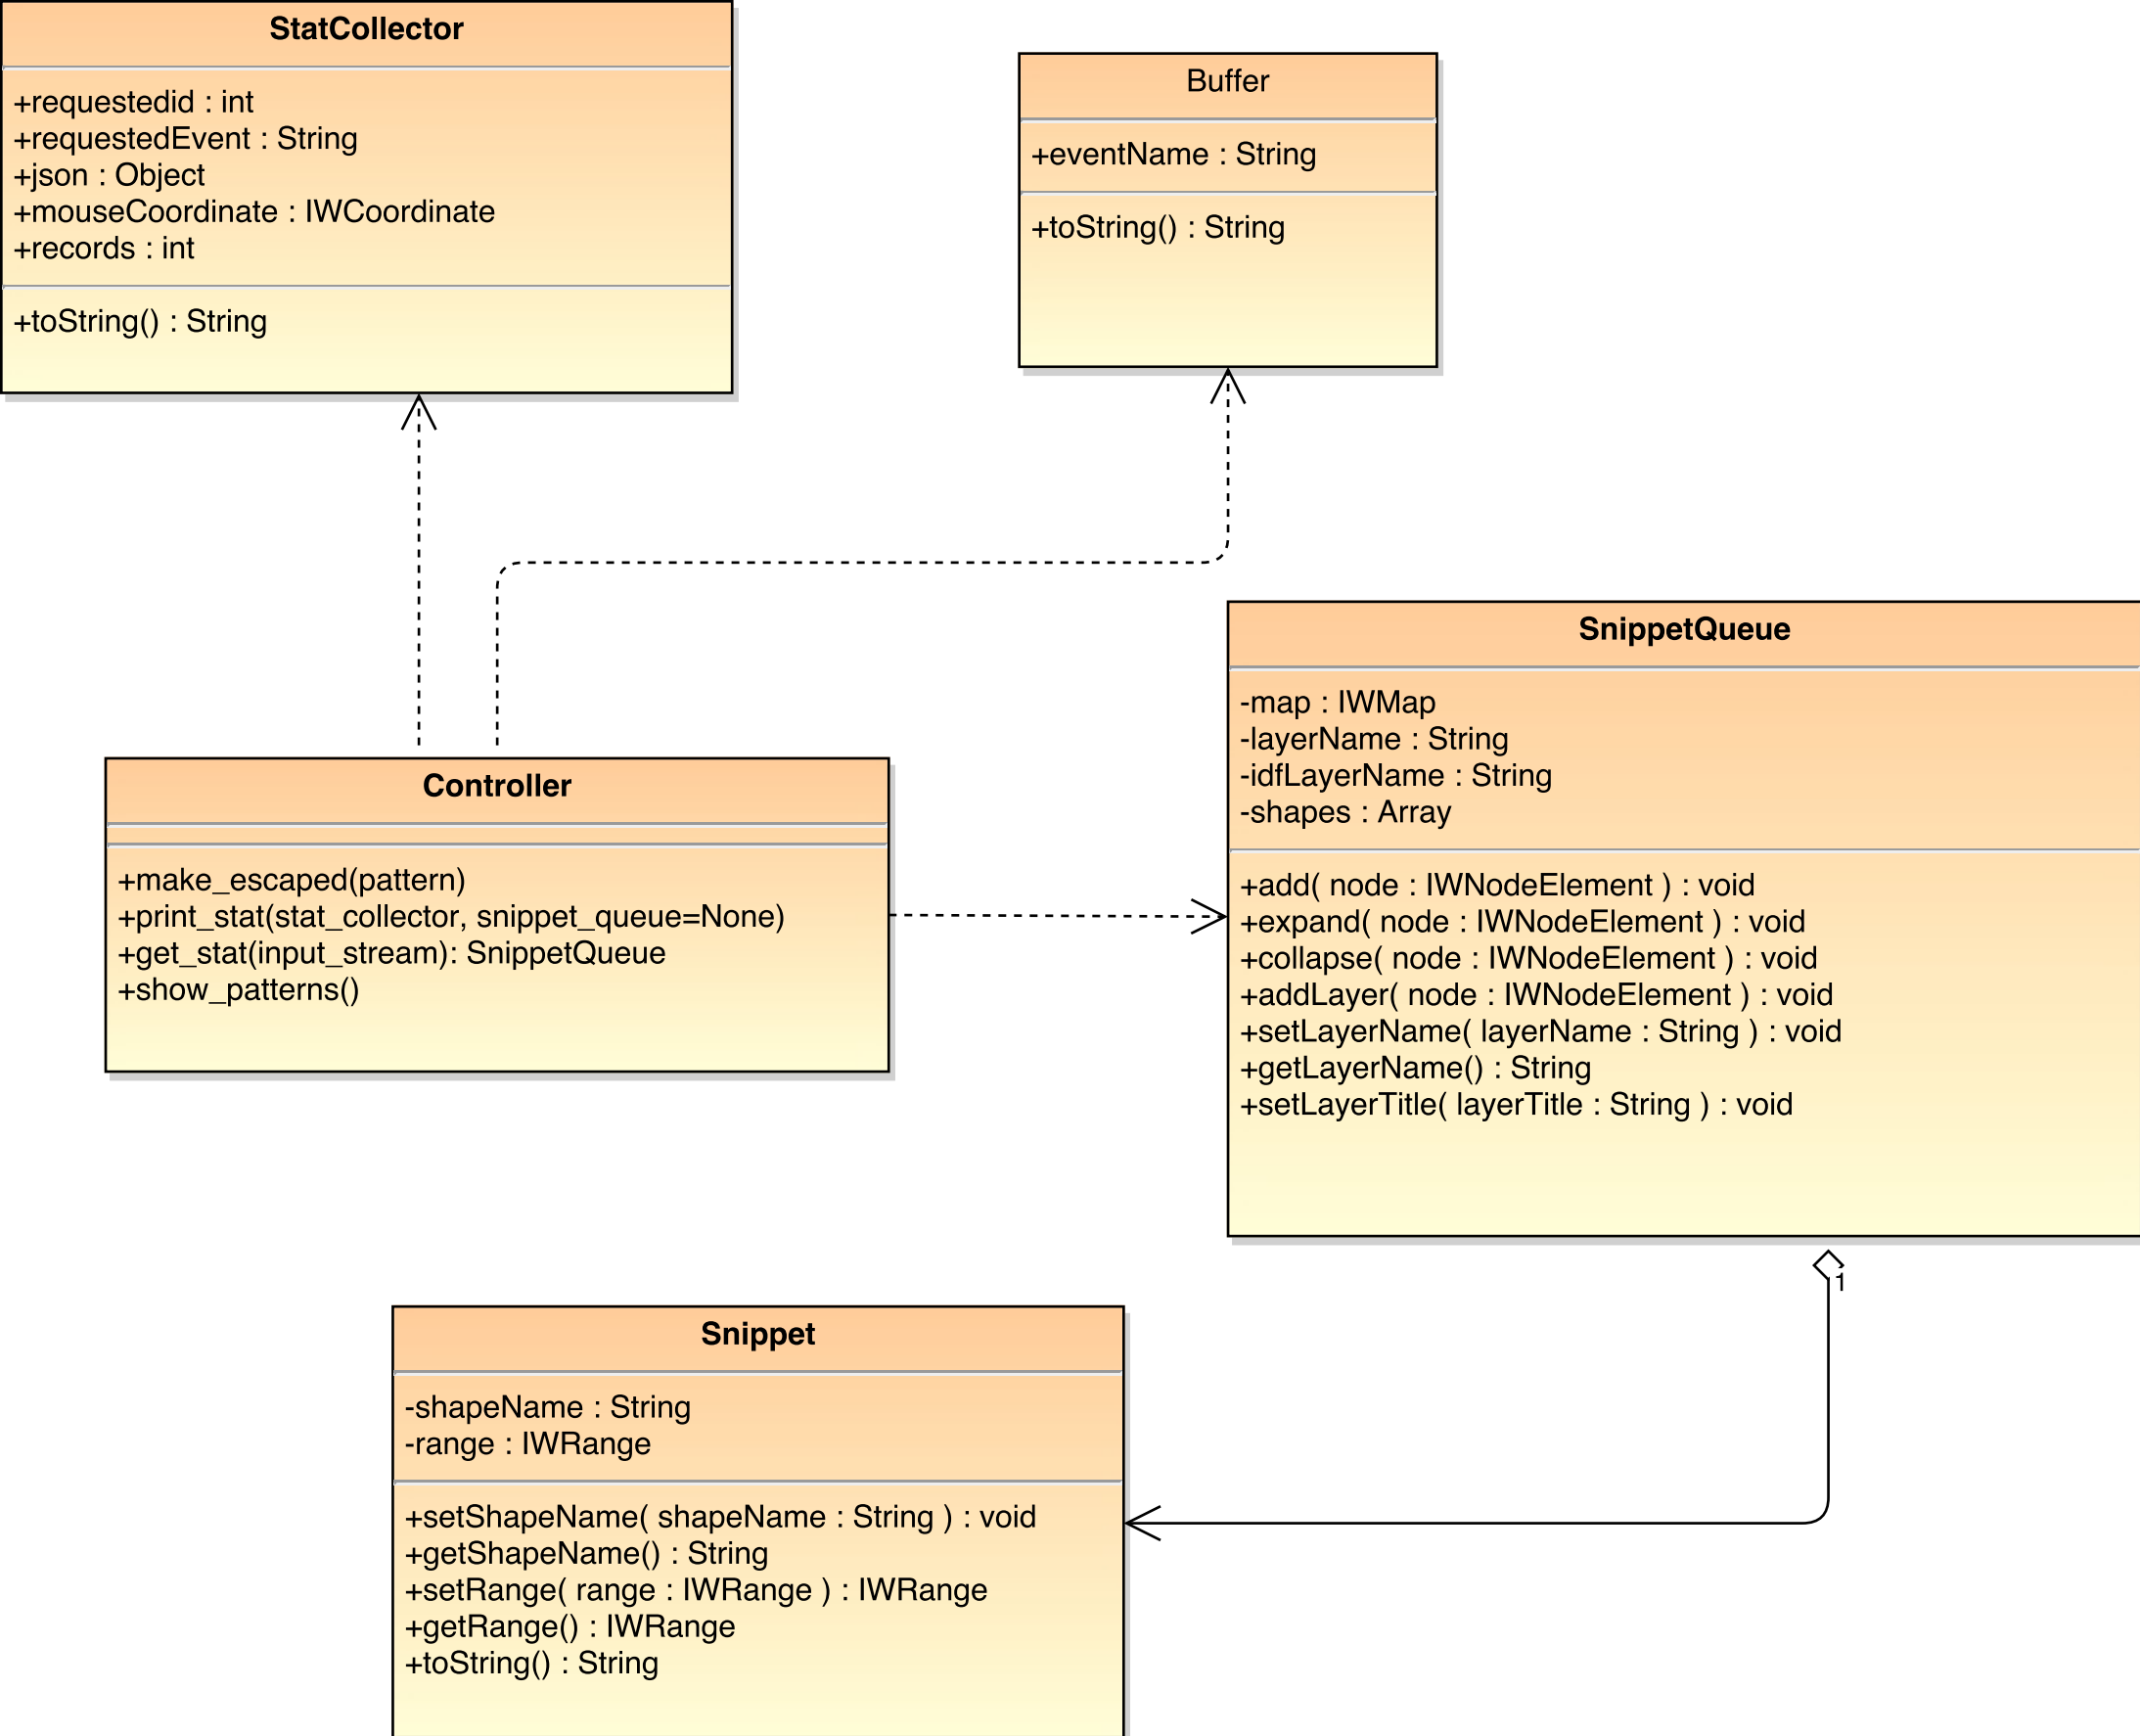 StatCollector
+requestedid : int
+requestedEvent : String
+json : Object
+mouseCoordinate : IWCoordinate
+records : int
+toString() : String
Buffer
+eventName : String
+toString() : String
Controller
+make_escaped(pattern)
+print_stat(stat_collector, snippet_queue=None)
+get_stat(input_stream): SnippetQueue
+show_patterns()
SnippetQueue
-map : IWMap
-layerName : String
-idfLayerName : String
-shapes : Array
+add( node : IWNodeElement ) : void
+expand( node : IWNodeElement ) : void
+collapse( node : IWNodeElement ) : void
+addLayer( node : IWNodeElement ) : void
+setLayerName( layerName : String ) : void
+getLayerName() : String
+setLayerTitle( layerTitle : String ) : void
1
Snippet
-shapeName : String
-range : IWRange
+setShapeName( shapeName : String ) : void
+getShapeName() : String
+setRange( range : IWRange ) : IWRange
+getRange() : IWRange
+toString() : String